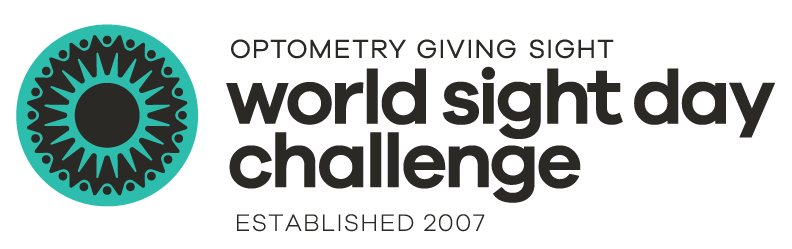 OPTOMETRY GIVING SIGHT
world sight day
challenge
ESTABLISHED 2007